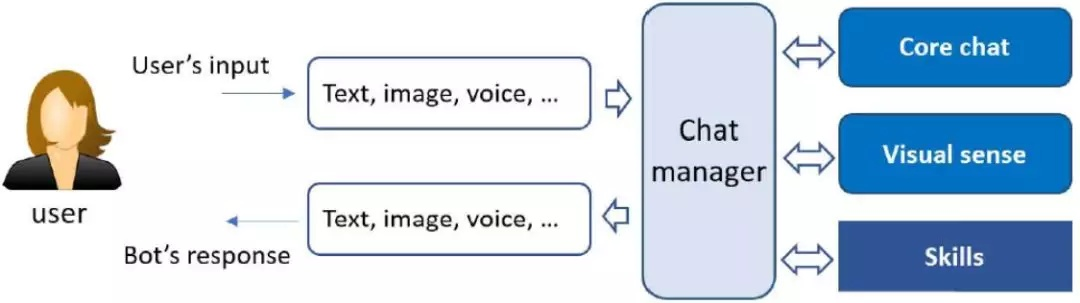 User's input
Text, image, voice, ...
user
Text, image, voice, ...
Bot's response
Chat
manager
Core chat
Visual sense
Skills